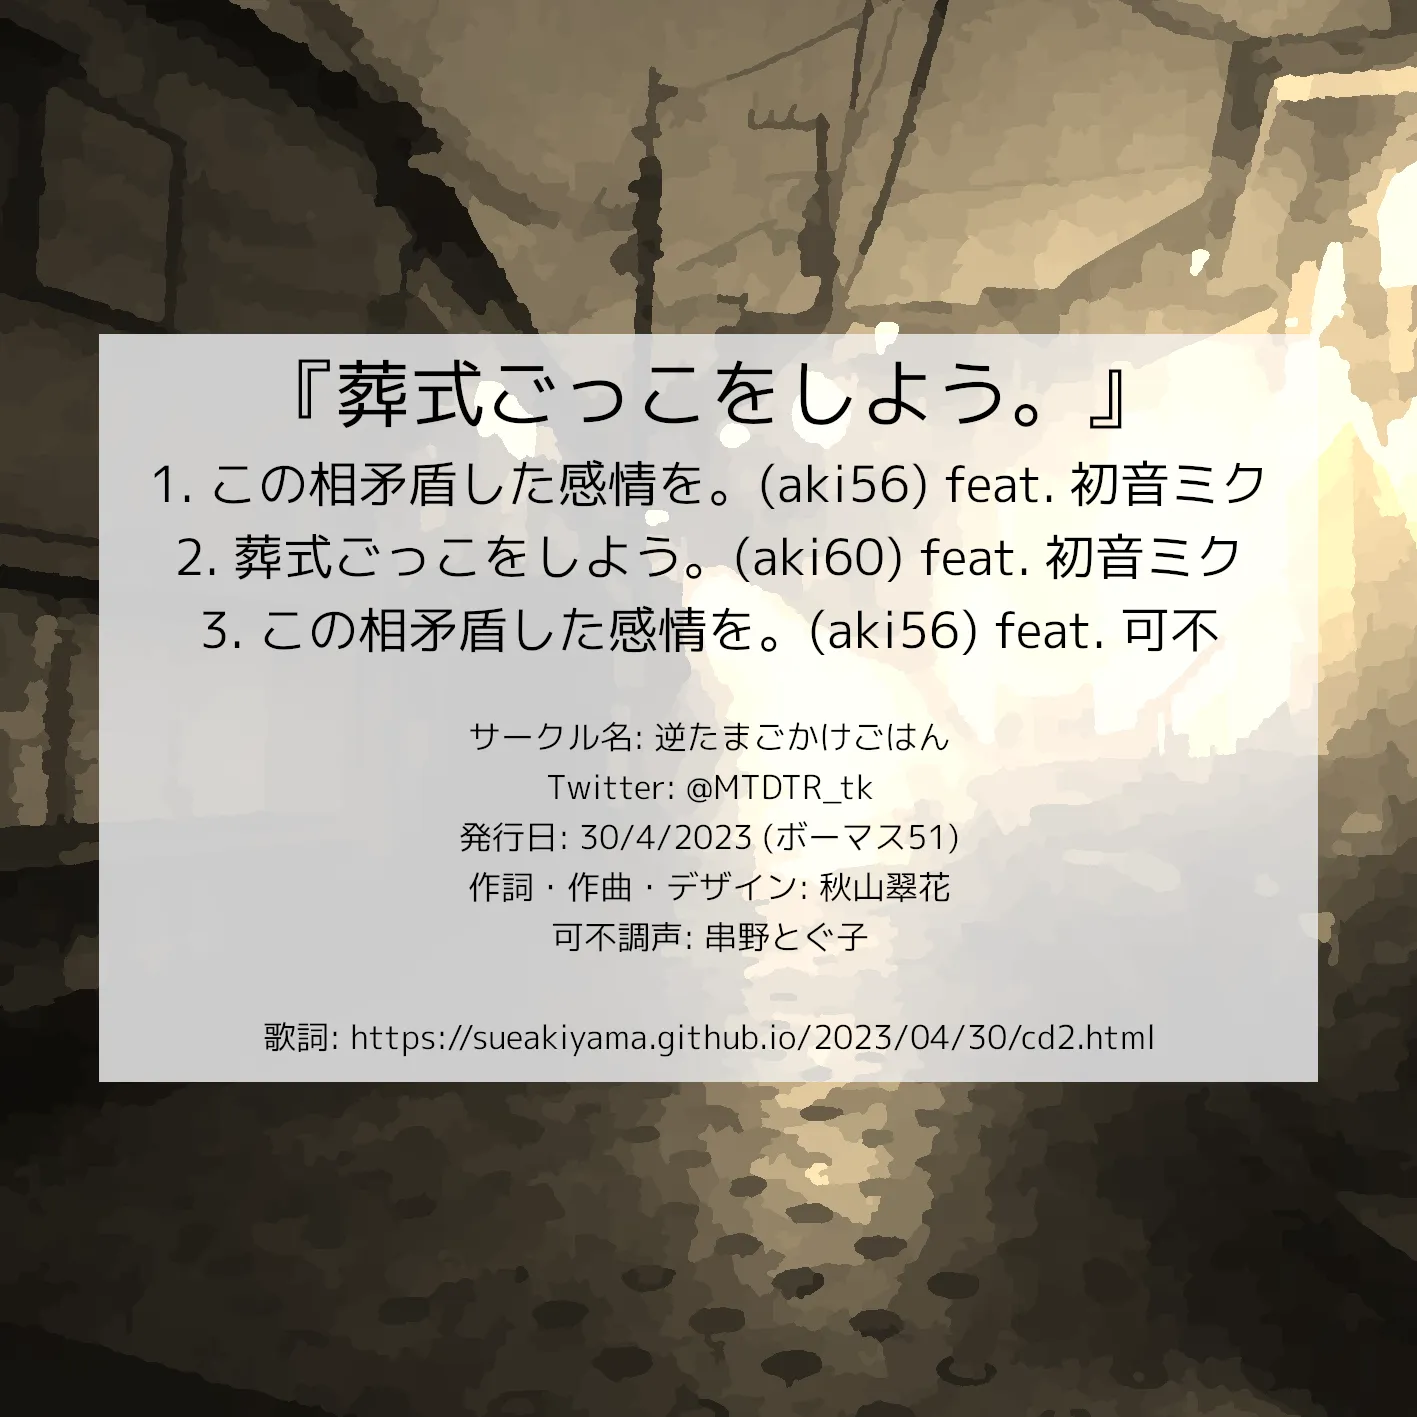 『葬式ごっこをしよう。』
1. この相矛盾した感情を。(aki56) feat. 初音ミク
2. 葬式ごっこをしよう。(aki60) feat. 初音ミク
3. この相矛盾した感情を。(aki56) feat. 可不
サークル名: 逆たまごかけごはん
Twitter: @MTDTR_tk
発行日: 30/4/2023 (ボーマス51)
作詞・作曲・デザイン: 秋山翠花
可不調声: 串野とぐ子
歌詞: https://sueakiyama.github.io/2023/04/30/cd2.html